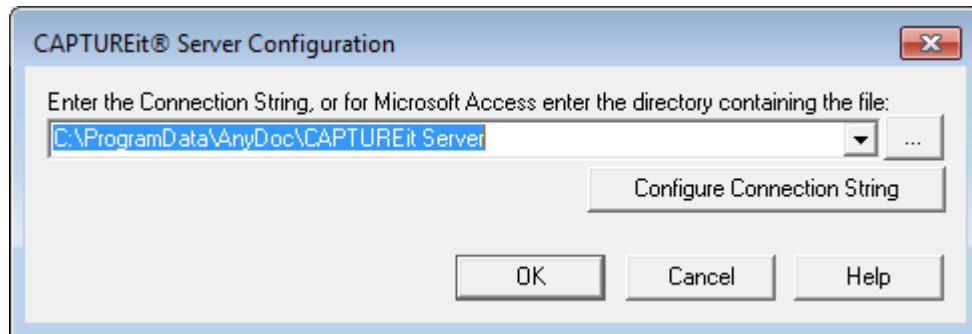 CAPTUREit® Server Configuration
Enter the Connection String, or for Microsoft Access enter the directory containing the file:
C:\ProgramData\AnyDoc\CAPTUREit Server
...
Configure Connection String
OK Cancel Help